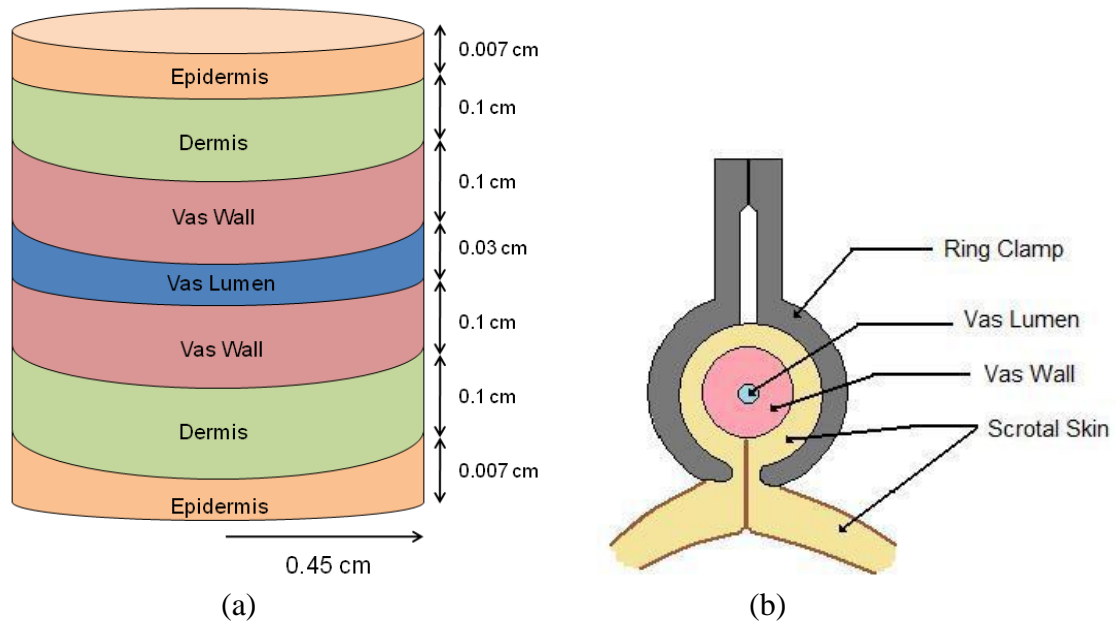 0.007 cm
Epidermis
0.1 cm
Dermis
0.1 cm
Vas Wall
0.03 cm
Vas Lumen
0.1 cm
Vas Wall
0.1 cm
Dermis
0.007 cm
Epidermis
0.45 cm
(a)
Ring Clamp
Vas Lumen
Vas Wall
Scrotal Skin
(b)